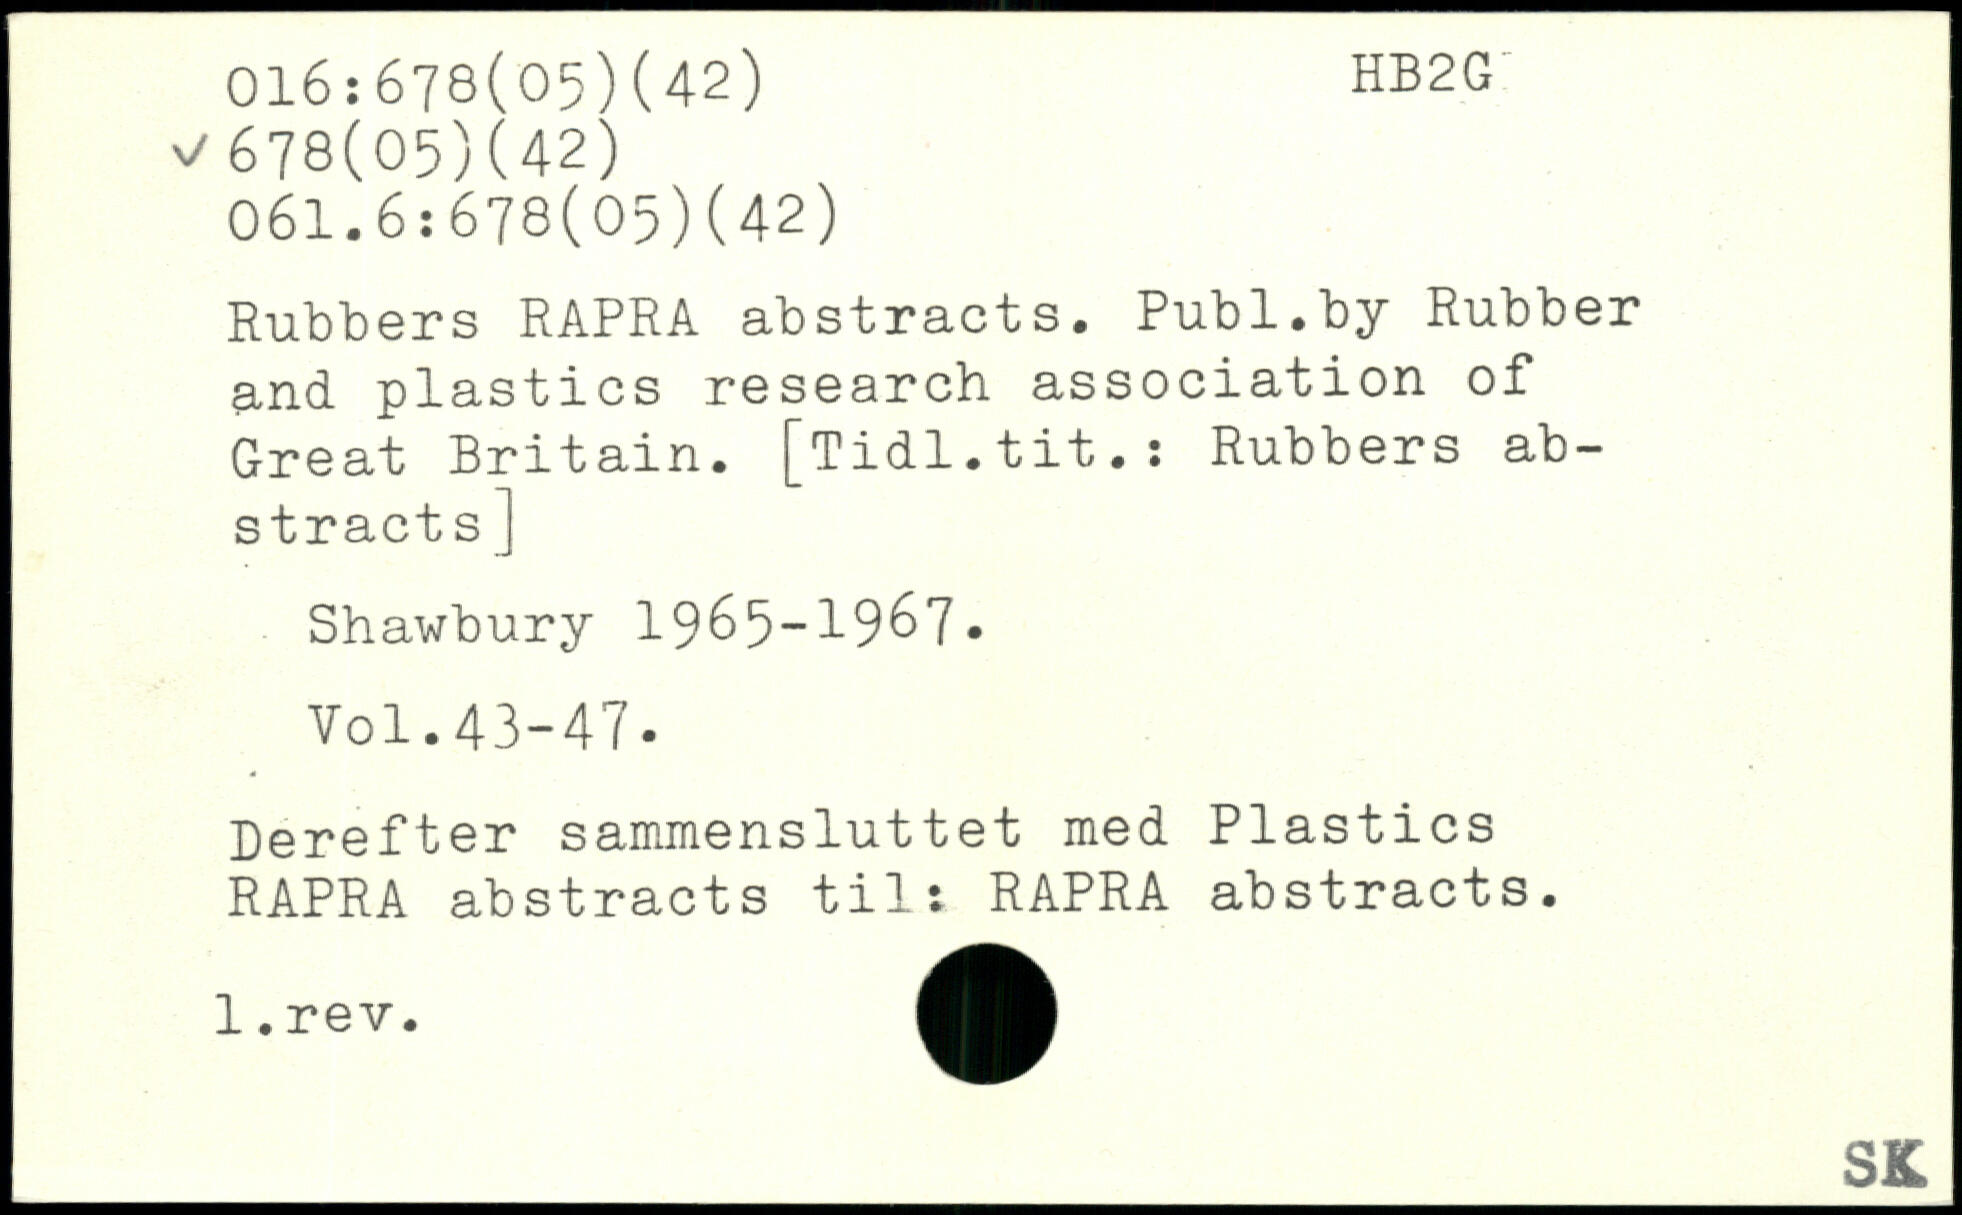 016:678(05)(42)
HB2G
✓ 678(05)(42)
061.6:678(05)(42)
Rubbers RAPRA abstracts. Publ.by Rubber
and plastics research association of
Great Britain. [Tidl.tit.: Rubbers ab-
stracts]
Shawbury 1965-1967.
Vol.43-47.
Derefter sammensluttet med Plastics
RAPRA abstracts til: RAPRA abstracts.
1.rev.
SK